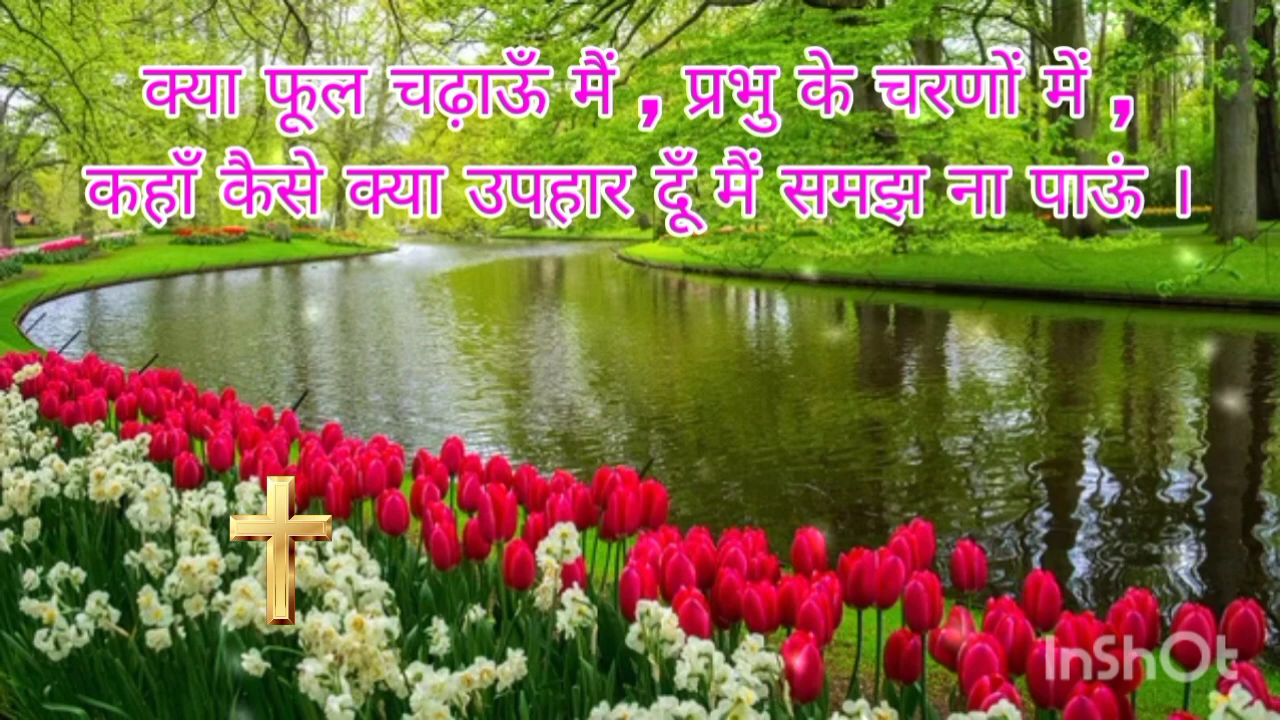 क्या फूल चढ़ाऊँ मैं , प्रभु के चरणों में ,
कहाँ कैसे क्या उपहार दूँ मैं समझ ना पाऊं ।
InShOt